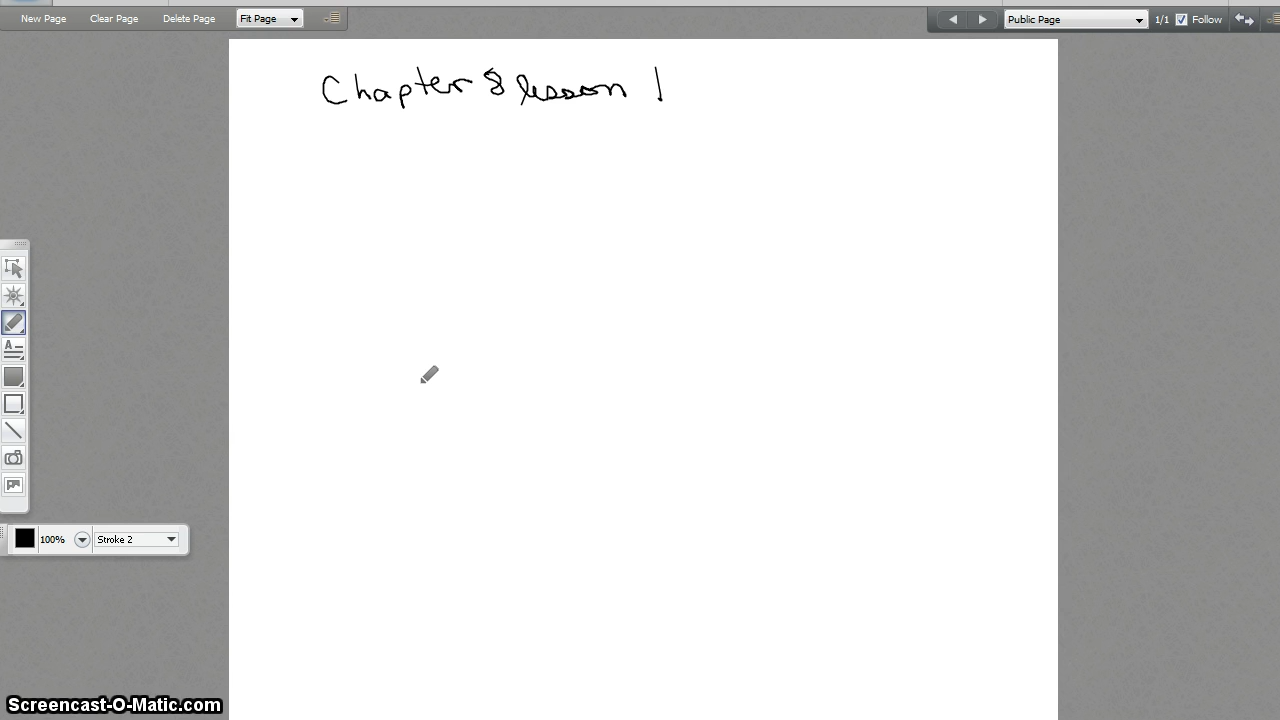 New Page Clear Page Delete Page Fit Page Public Page 1/1 Follow
Chapter 8 lesson 1
A
100% Stroke 2
Screencast-O-Matic.com